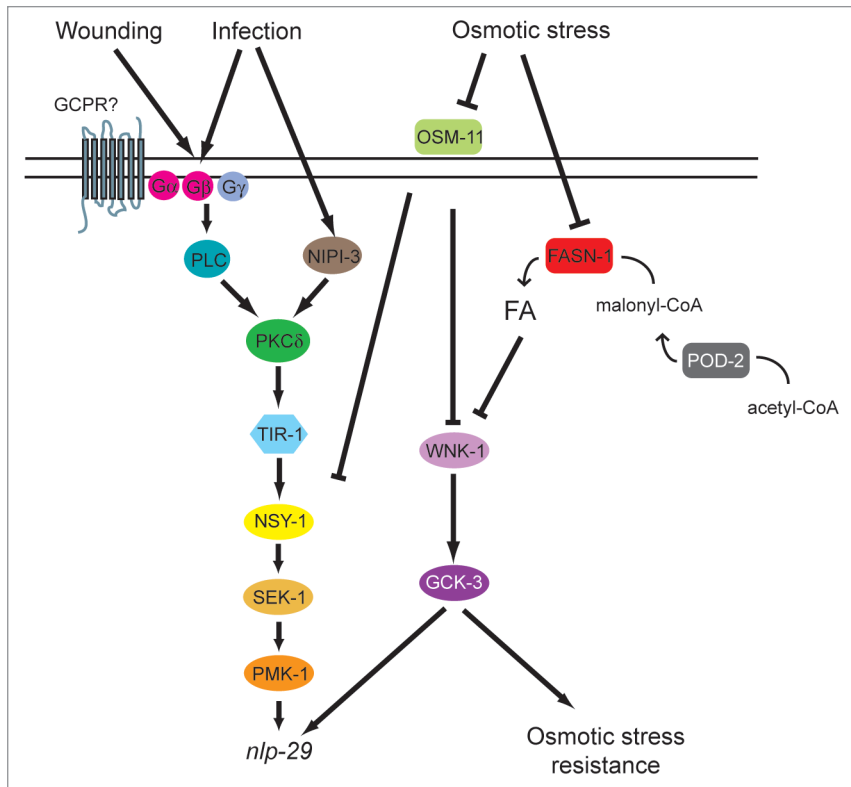 Wounding
Infection
Osmotic stress
GCPR?
OSM-11
Gα
Gβ
Gγ
PLC
NIPI-3
FASN-1
FA
malonyl-CoA
PKCδ
POD-2
acetyl-CoA
TIR-1
WNK-1
NSY-1
GCK-3
SEK-1
PMK-1
nlp-29
Osmotic stress
resistance